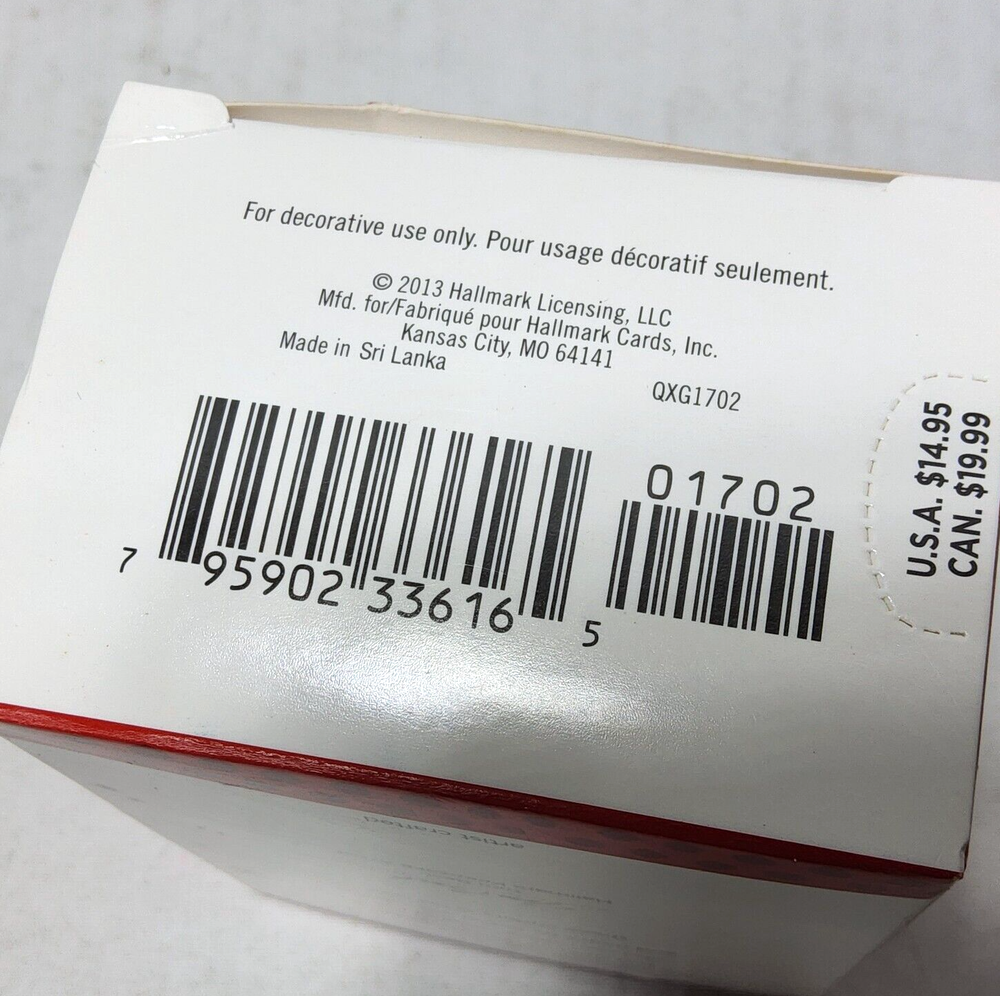 For decorative use only. Pour usage décoratif seulement.
© 2013 Hallmark Licensing, LLC
Mfd. for/Fabriqué pour Hallmark Cards, Inc.
Kansas City, MO 64141
Made in Sri Lanka
QXG1702
01702
7 95902 33616 5
U.S.A. $14.95
CAN. $19.99
artist crafted